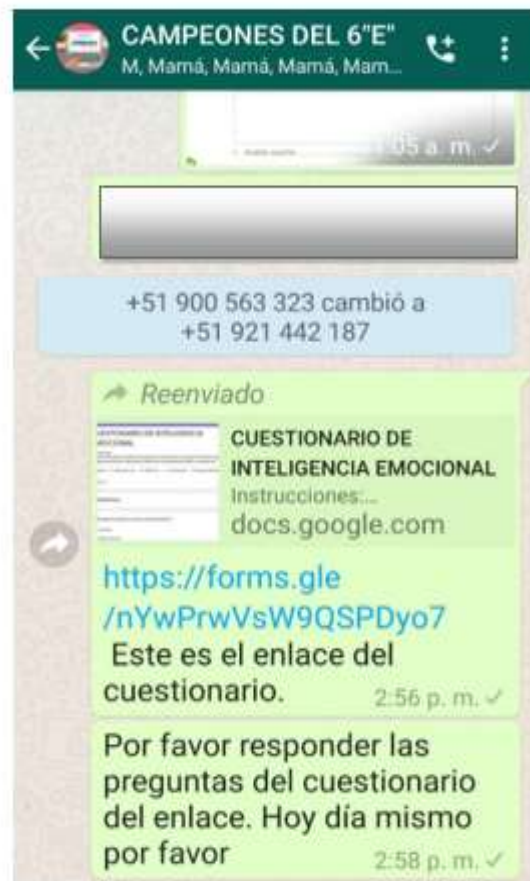 CAMPEONES DEL 6"E"
M, Mamá, Mamá, Mamá, Mam...
05 a. m.
+51 900 563 323 cambió a
+51 921 442 187
Reenviado
CUESTIONARIO DE
INTELIGENCIA EMOCIONAL
Instrucciones:...
docs.google.com
https://forms.gle
/nYwPrwVsW9QSPDyo7
Este es el enlace del
cuestionario.
2:56 p. m.
Por favor responder las
preguntas del cuestionario
del enlace. Hoy día mismo
por favor
2:58 p. m.